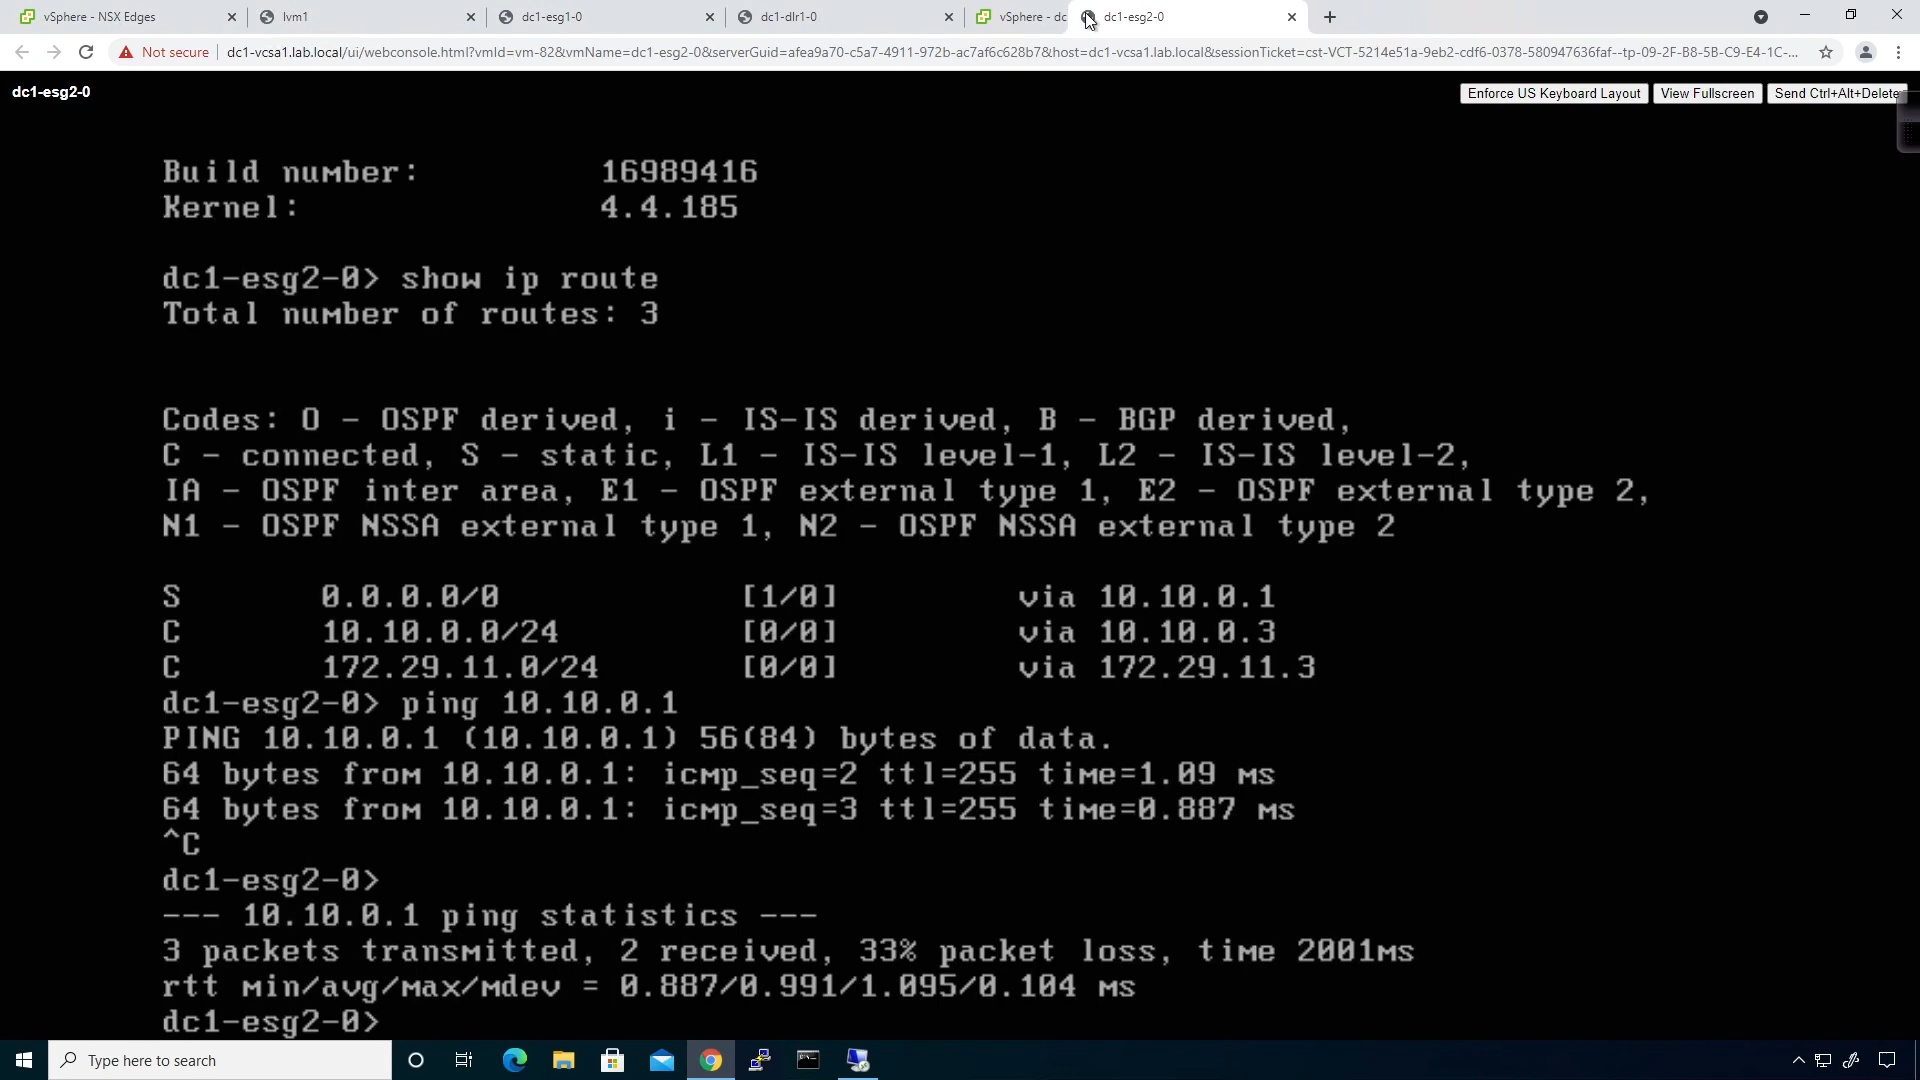 vSphere - NSX Edges
lvm1
dc1-esg1-0
dc1-dlr1-0
vSphere - dc
dc1-esg2-0
Not secure
dc1-vcsa1.lab.local/ui/webconsole.html?vmId=vm-82&vmName=dc1-esg2-0&serverGuid=afea9a70-c5a7-4911-972b-ac7af6c628b7&host=dc1-vcsa1.lab.local&sessionTicket=cst-VCT-5214e51a-9eb2-cdf6-0378-580947636faf--tp-09-2F-B8-5B-C9-E4-1C-...
dc1-esg2-0
Enforce US Keyboard Layout
View Fullscreen
Send Ctrl+Alt+Delete
Build number: 16989416
Kernel: 4.4.185
dc1-esg2-0> show ip route
Total number of routes: 3
Codes: O - OSPF derived, i - IS-IS derived, B - BGP derived,
C - connected, S - static, L1 - IS-IS level-1, L2 - IS-IS level-2,
IA - OSPF inter area, E1 - OSPF external type 1, E2 - OSPF external type 2,
N1 - OSPF NSSA external type 1, N2 - OSPF NSSA external type 2
S 0.0.0.0/0 [1/0] via 10.10.0.1
C 10.10.0.0/24 [0/0] via 10.10.0.3
C 172.29.11.0/24 [0/0] via 172.29.11.3
dc1-esg2-0> ping 10.10.0.1
PING 10.10.0.1 (10.10.0.1) 56(84) bytes of data.
64 bytes from 10.10.0.1: icmp_seq=2 ttl=255 time=1.09 ms
64 bytes from 10.10.0.1: icmp_seq=3 ttl=255 time=0.887 ms
^C
dc1-esg2-0>
--- 10.10.0.1 ping statistics ---
3 packets transmitted, 2 received, 33% packet loss, time 2001ms
rtt min/avg/max/mdev = 0.887/0.991/1.095/0.104 ms
dc1-esg2-0>
Type here to search